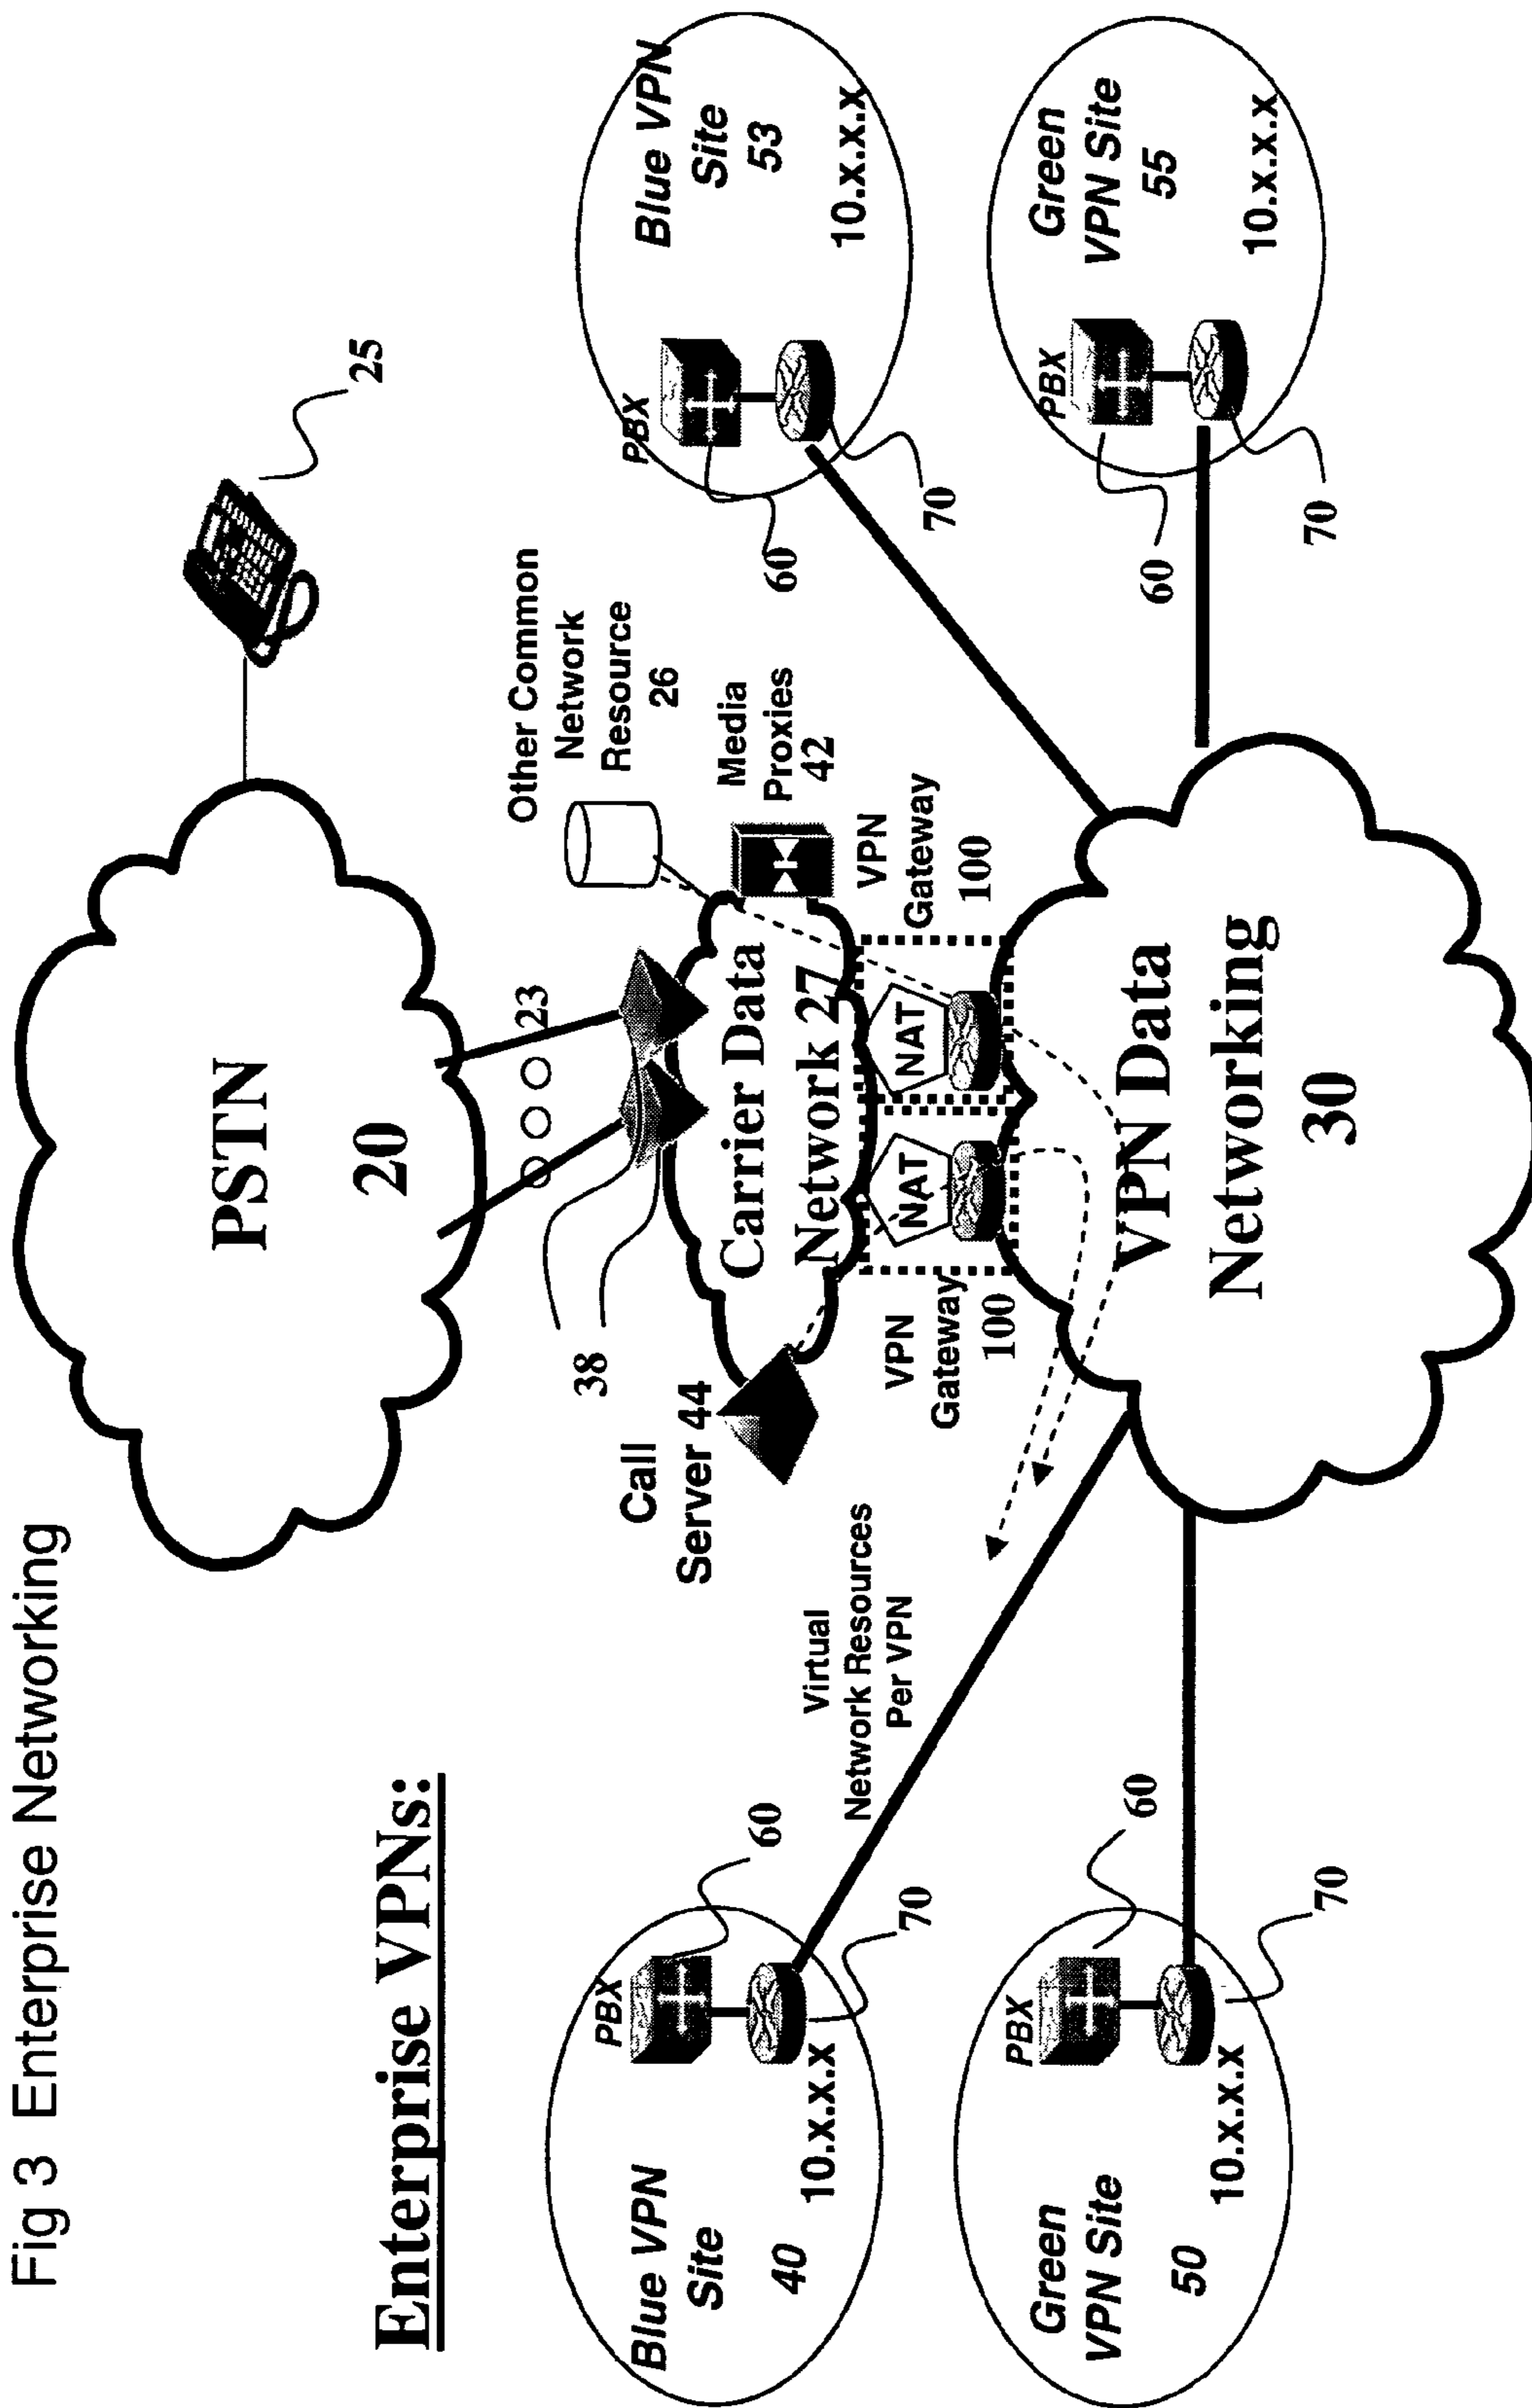 Fig 3 Enterprise Networking
Enterprise VPNs:
PSTN
20
25
23
38
Other Common
Network
Resource
26
Call
Server 44
Carrier Data
Network 27
Media
Proxies
42
VPN
Gateway
100
NAT
NAT
VPN
Gateway
100
Virtual
Network Resources
Per VPN
VPN Data
Networking
30
Blue VPN
Site
40
PBX
10.x.x.x
60
70
Green
VPN Site
50
PBX
10.x.x.x
60
70
Blue VPN
Site
53
PBX
10.x.x.x
60
70
Green
VPN Site
55
PBX
10.x.x.x
60
70